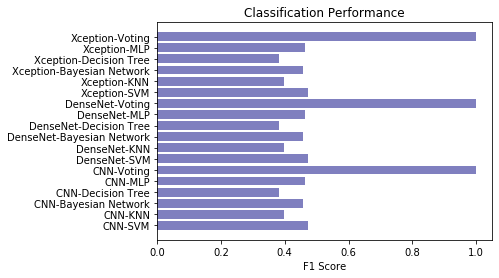 Classification Performance
Xception-Voting
Xception-MLP
Xception-Decision Tree
Xception-Bayesian Network
Xception-KNN
Xception-SVM
DenseNet-Voting
DenseNet-MLP
DenseNet-Decision Tree
DenseNet-Bayesian Network
DenseNet-KNN
DenseNet-SVM
CNN-Voting
CNN-MLP
CNN-Decision Tree
CNN-Bayesian Network
CNN-KNN
CNN-SVM
0.0 0.2 0.4 0.6 0.8 1.0
F1 Score